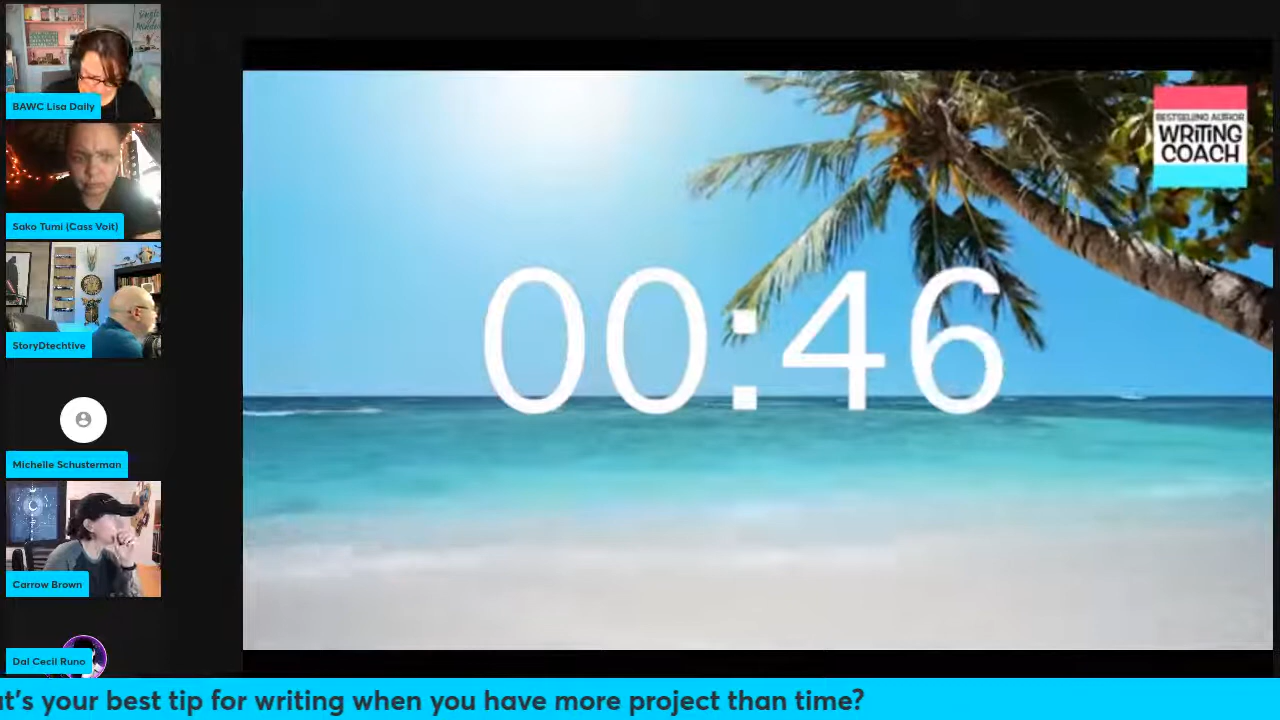 BAWC Lisa Daily
Sako Tumi (Cass Voit)
StoryDtechtive
Michelle Schusterman
Carrow Brown
Dal Cecil Runo
BESTSELLING AUTHOR
WRITING
COACH
00:46
t's your best tip for writing when you have more project than time?